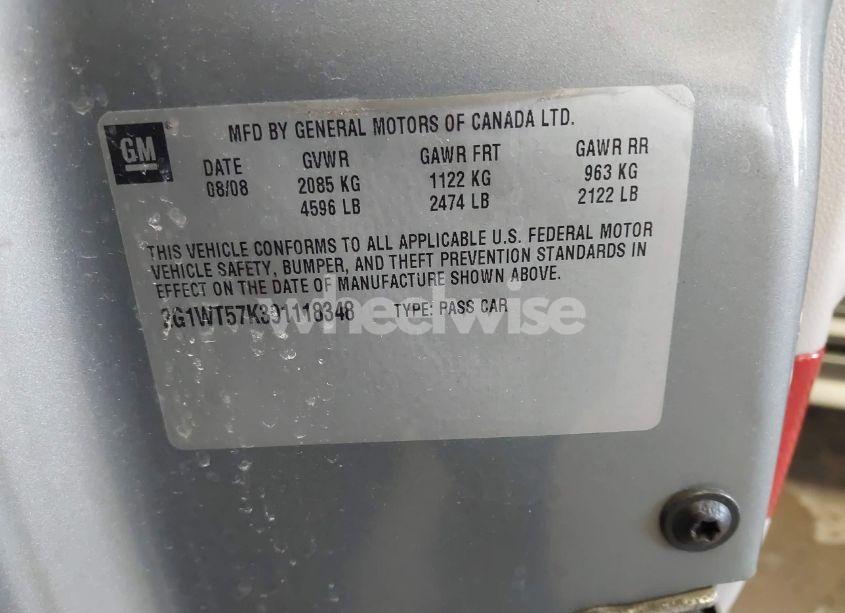 GM
MFD BY GENERAL MOTORS OF CANADA LTD.
DATE GVWR GAWR FRT GAWR RR
08/08 2085 KG 1122 KG 963 KG
4596 LB 2474 LB 2122 LB
THIS VEHICLE CONFORMS TO ALL APPLICABLE U.S. FEDERAL MOTOR
VEHICLE SAFETY, BUMPER, AND THEFT PREVENTION STANDARDS IN
EFFECT ON THE DATE OF MANUFACTURE SHOWN ABOVE.
2G1WT57K391118348 TYPE: PASS CAR
wheelwise